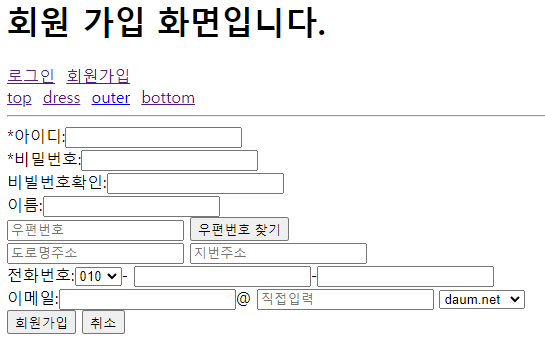 회원 가입 화면입니다.
로그인 회원가입
top dress outer bottom
*아이디:
*비밀번호:
비빌번호확인:
이름:
우편번호 우편번호 찾기
도로명주소 지번주소
전화번호: 010 - -
이메일: @ 직접입력 daum.net
회원가입 취소